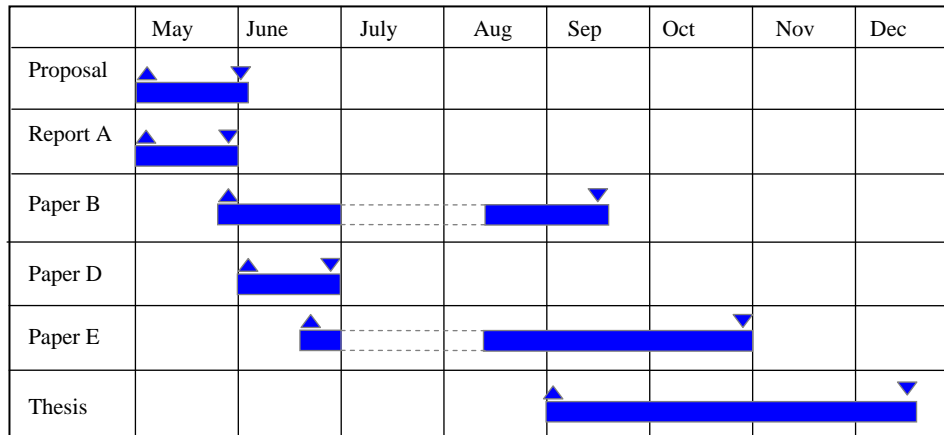 May June July Aug Sep Oct Nov Dec
Proposal
Report A
Paper B
Paper D
Paper E
Thesis